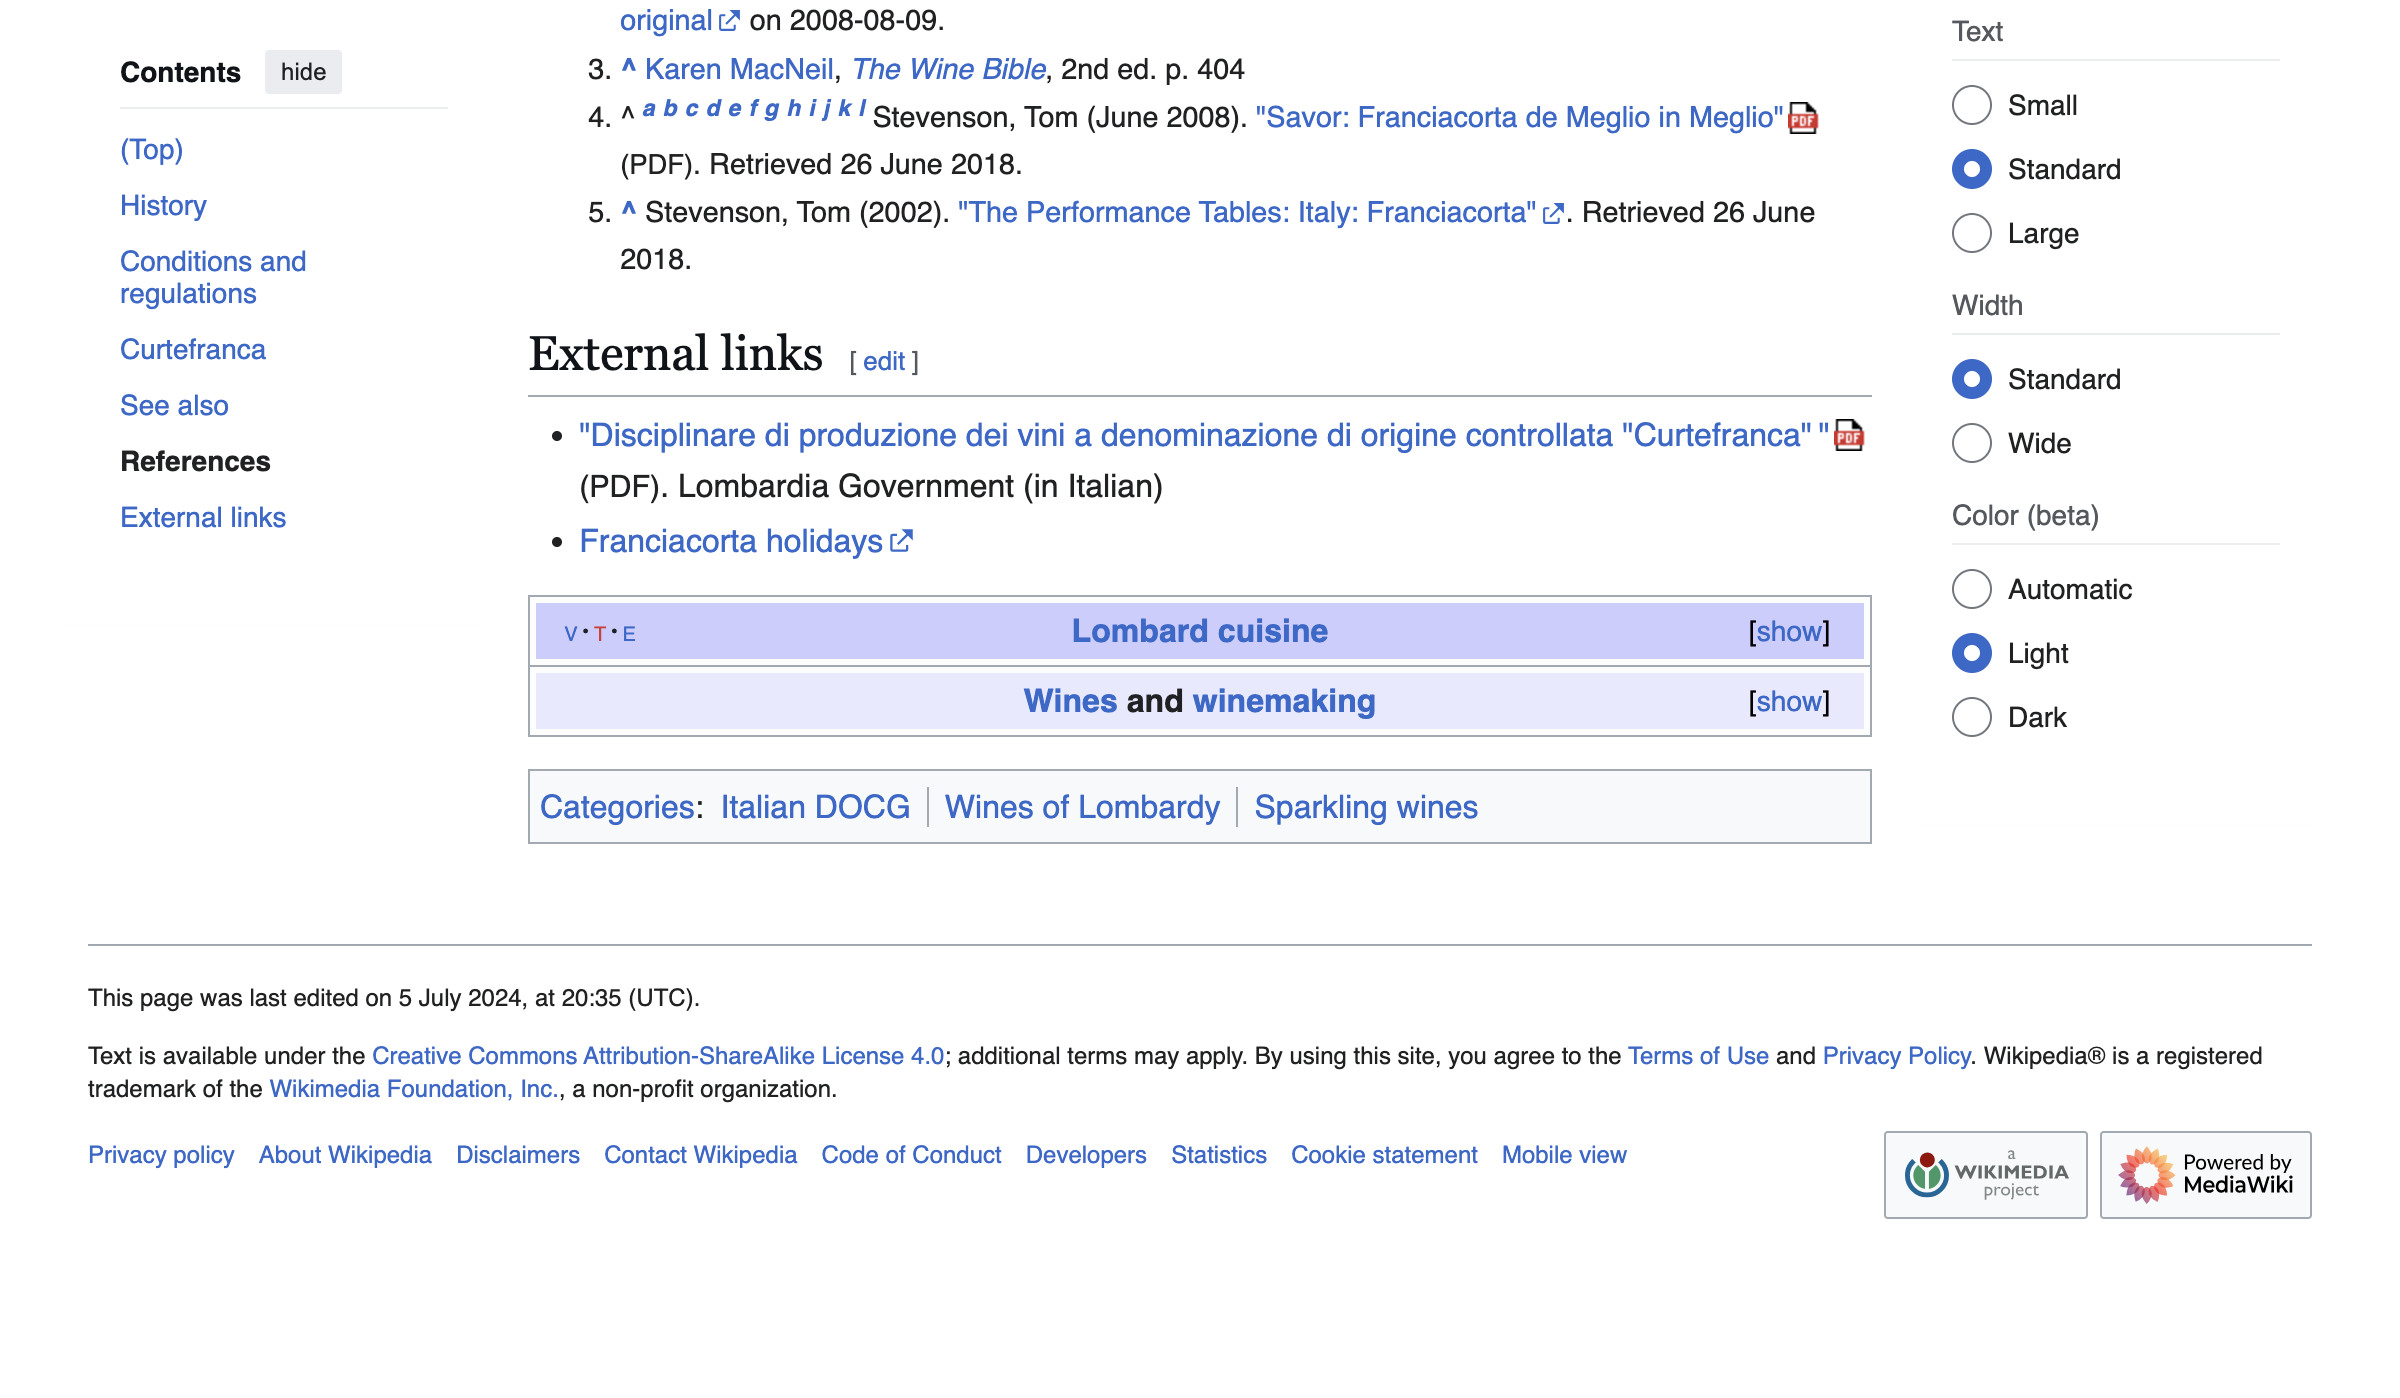 original on 2008-08-09.
3. ^ Karen MacNeil, The Wine Bible, 2nd ed. p. 404
4. ^ a b c d e f g h i j k l Stevenson, Tom (June 2008). "Savor: Franciacorta de Meglio in Meglio" PDF
(PDF). Retrieved 26 June 2018.
5. ^ Stevenson, Tom (2002). "The Performance Tables: Italy: Franciacorta". Retrieved 26 June
2018.
Contents hide
(Top)
History
Conditions and
regulations
Curtefranca
See also
References
External links
External links [ edit ]
• "Disciplinare di produzione dei vini a denominazione di origine controllata "Curtefranca" " PDF
(PDF). Lombardia Government (in Italian)
• Franciacorta holidays
V · T · E Lombard cuisine [show]
Wines and winemaking [show]
Categories: Italian DOCG | Wines of Lombardy | Sparkling wines
Text
Small
Standard
Large
Width
Standard
Wide
Color (beta)
Automatic
Light
Dark
This page was last edited on 5 July 2024, at 20:35 (UTC).
Text is available under the Creative Commons Attribution-ShareAlike License 4.0; additional terms may apply. By using this site, you agree to the Terms of Use and Privacy Policy. Wikipedia® is a registered
trademark of the Wikimedia Foundation, Inc., a non-profit organization.
Privacy policy About Wikipedia Disclaimers Contact Wikipedia Code of Conduct Developers Statistics Cookie statement Mobile view
a
WIKIMEDIA
project
Powered by
MediaWiki